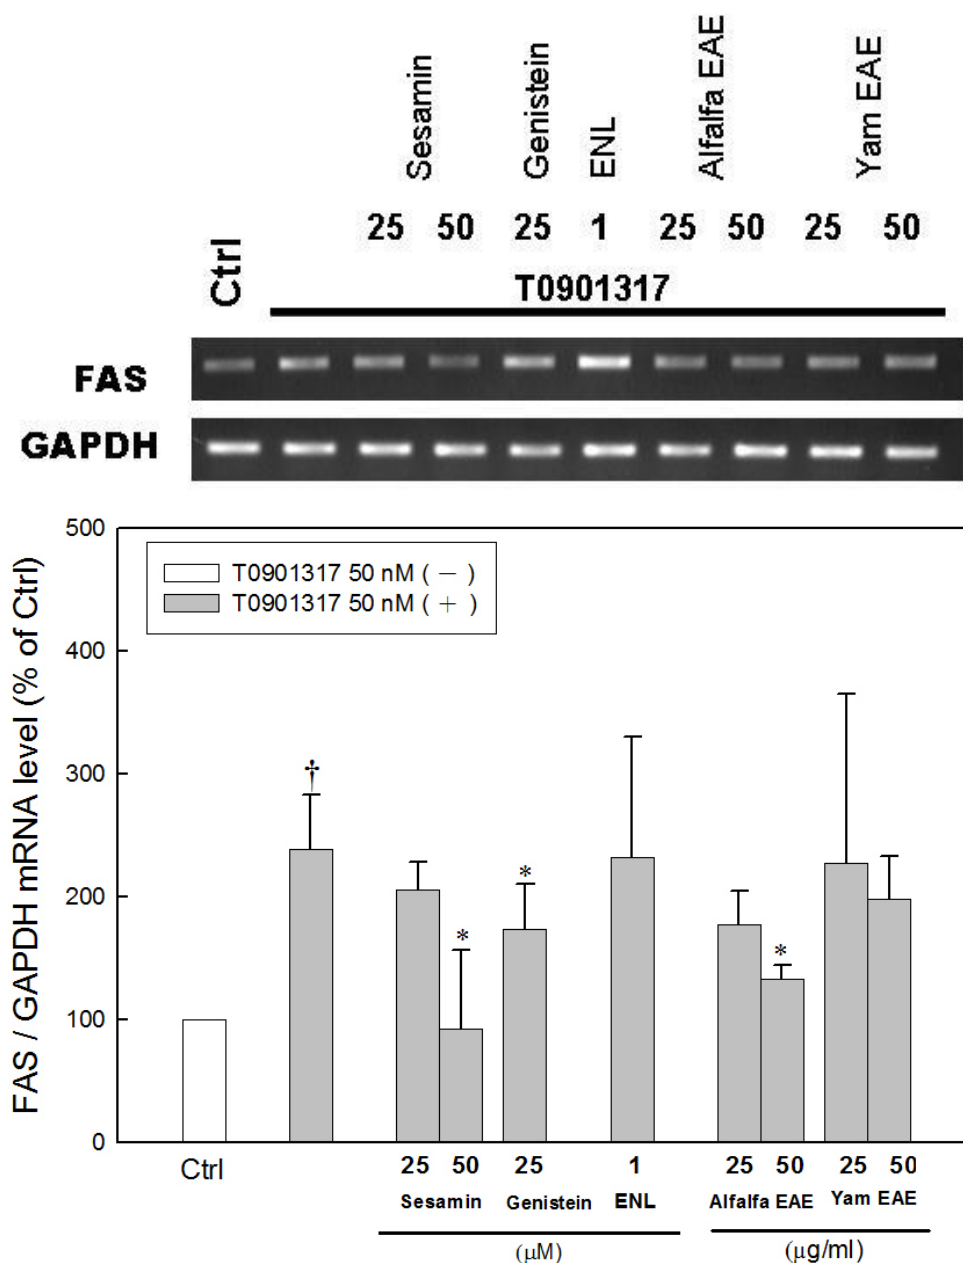 Sesamin Genistein ENL Alfalfa EAE Yam EAE
25 50 25 1 25 50 25 50
Ctrl
T0901317
FAS
GAPDH
FAS / GAPDH mRNA level (% of Ctrl)
500
400
300
200
100
0
T0901317 50 nM ( − )
T0901317 50 nM ( + )
†
*
*
*
Ctrl
25 50 25 1 25 50 25 50
Sesamin Genistein ENL Alfalfa EAE Yam EAE
(μM) (μg/ml)